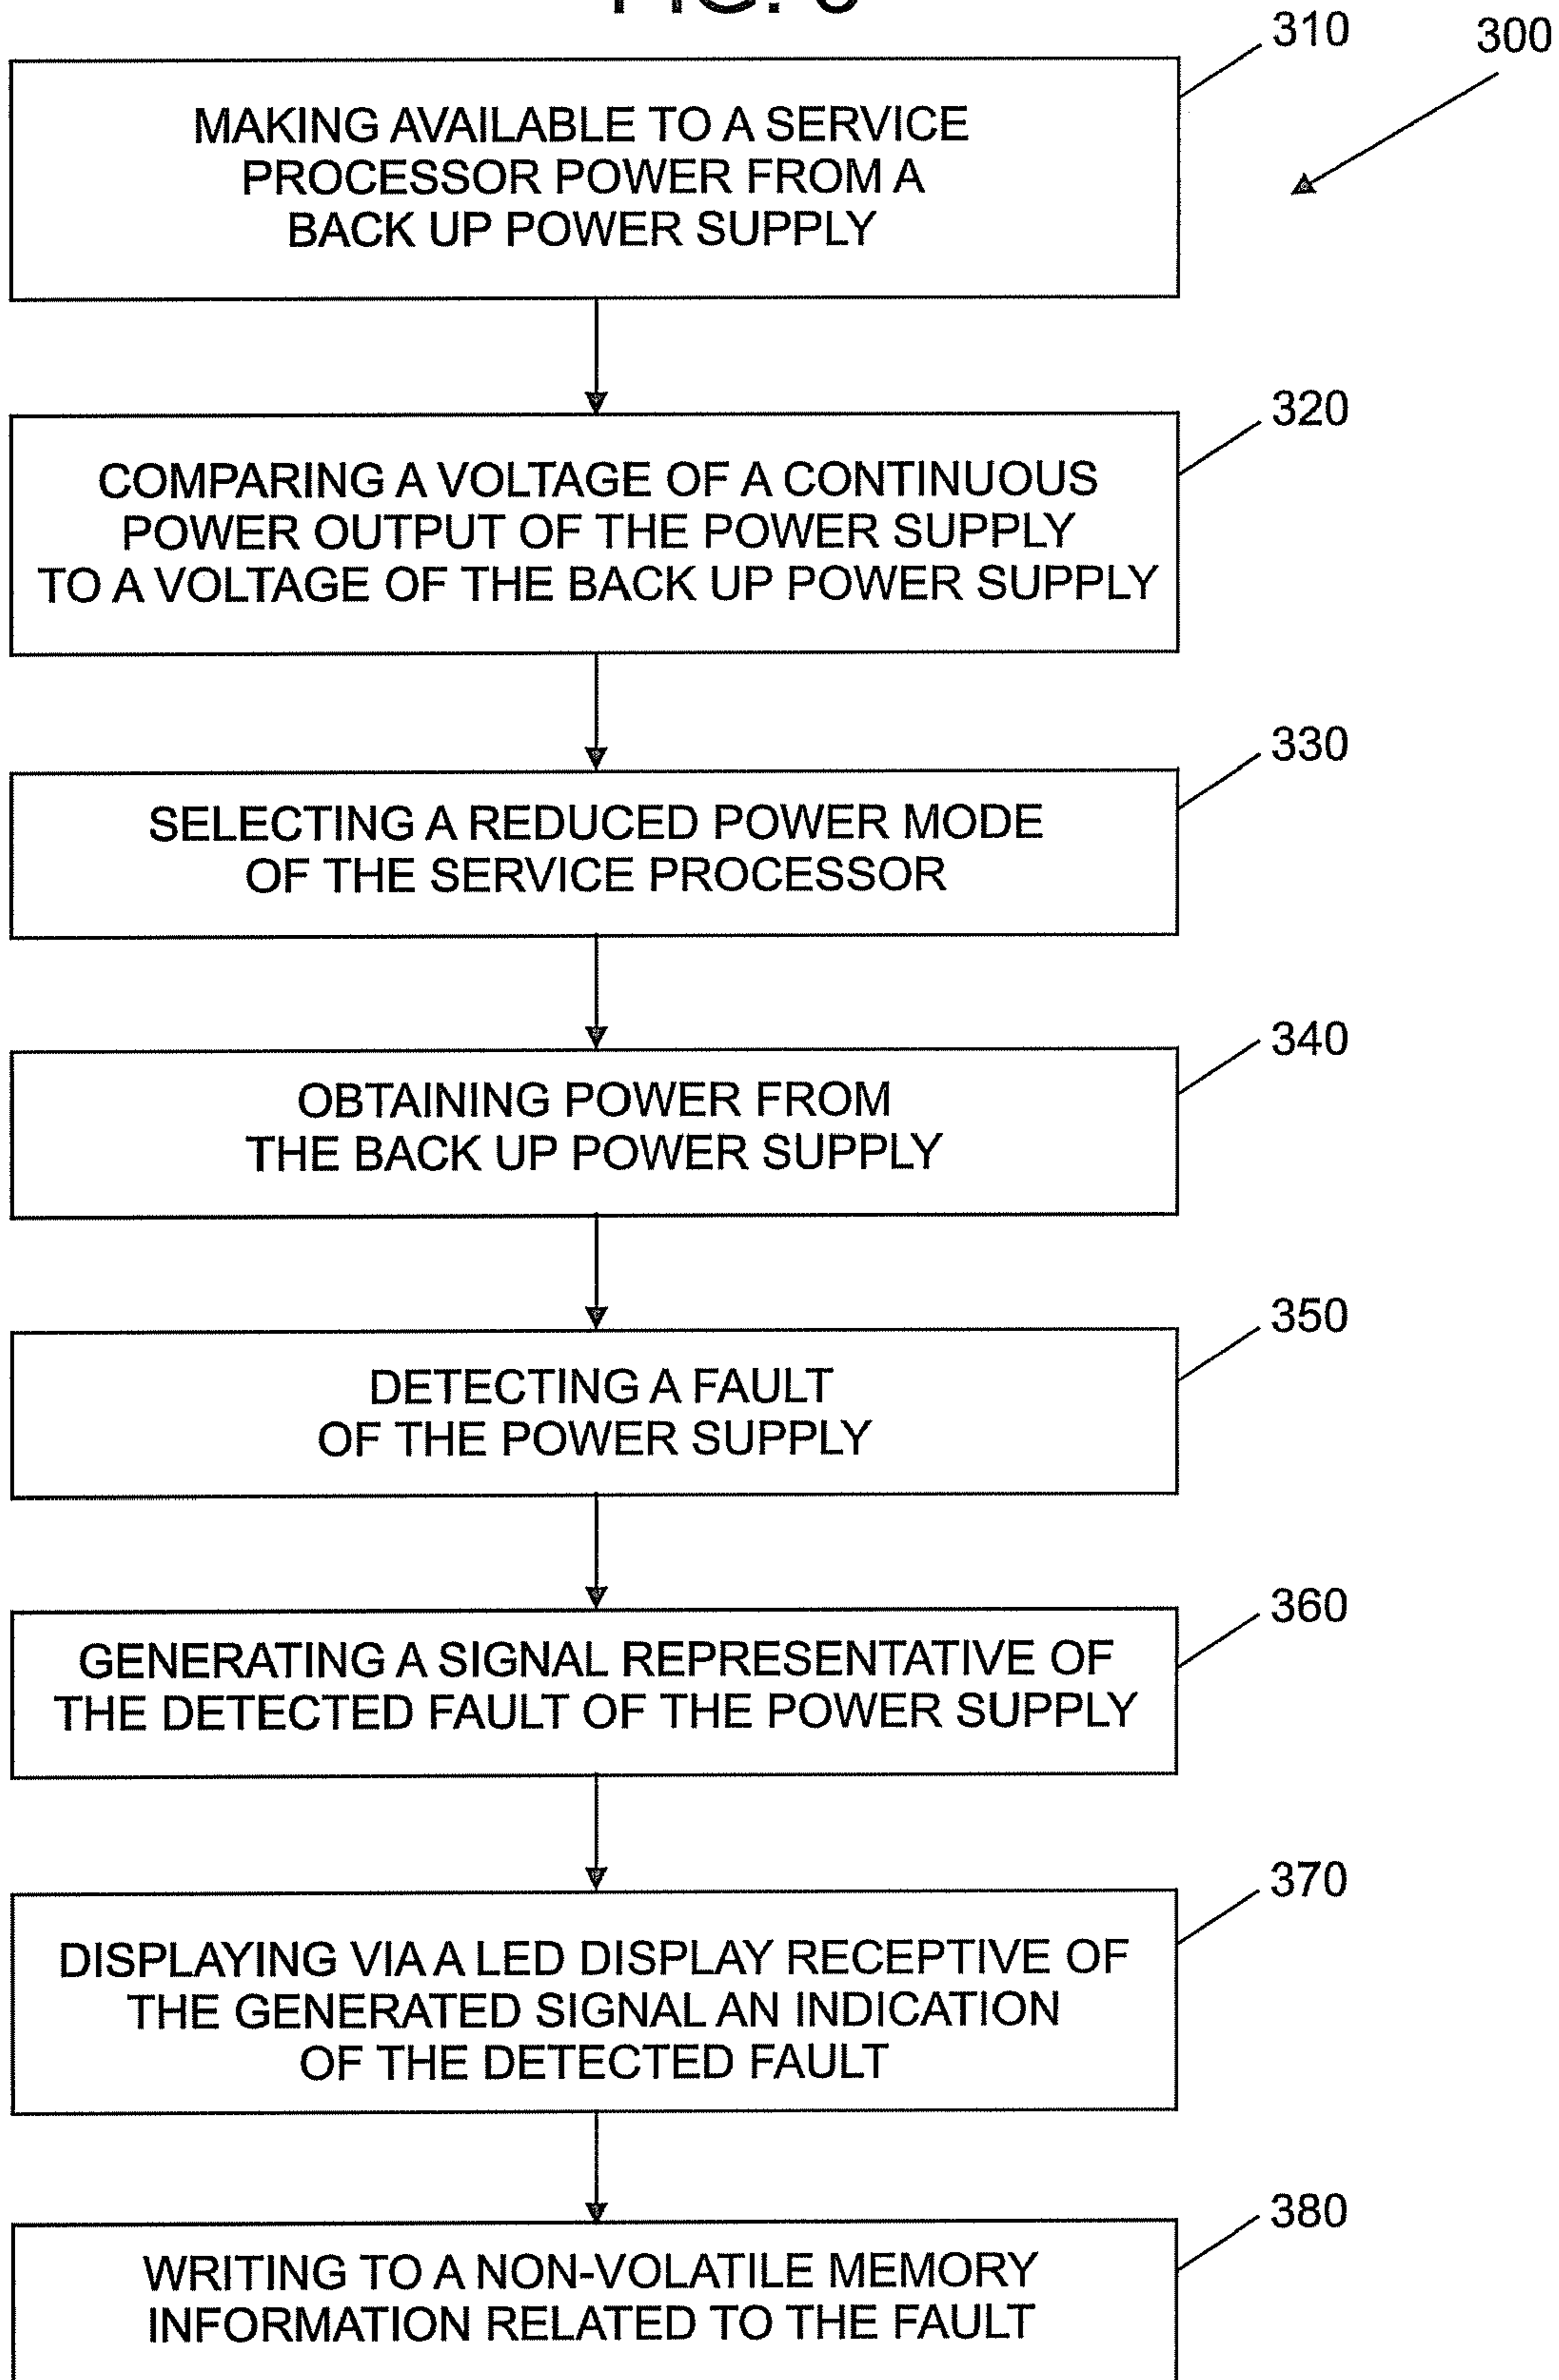 310
300
MAKING AVAILABLE TO A SERVICE
PROCESSOR POWER FROM A
BACK UP POWER SUPPLY
320
COMPARING A VOLTAGE OF A CONTINUOUS
POWER OUTPUT OF THE POWER SUPPLY
TO A VOLTAGE OF THE BACK UP POWER SUPPLY
330
SELECTING A REDUCED POWER MODE
OF THE SERVICE PROCESSOR
340
OBTAINING POWER FROM
THE BACK UP POWER SUPPLY
350
DETECTING A FAULT
OF THE POWER SUPPLY
360
GENERATING A SIGNAL REPRESENTATIVE OF
THE DETECTED FAULT OF THE POWER SUPPLY
370
DISPLAYING VIA A LED DISPLAY RECEPTIVE OF
THE GENERATED SIGNAL AN INDICATION
OF THE DETECTED FAULT
380
WRITING TO A NON-VOLATILE MEMORY
INFORMATION RELATED TO THE FAULT